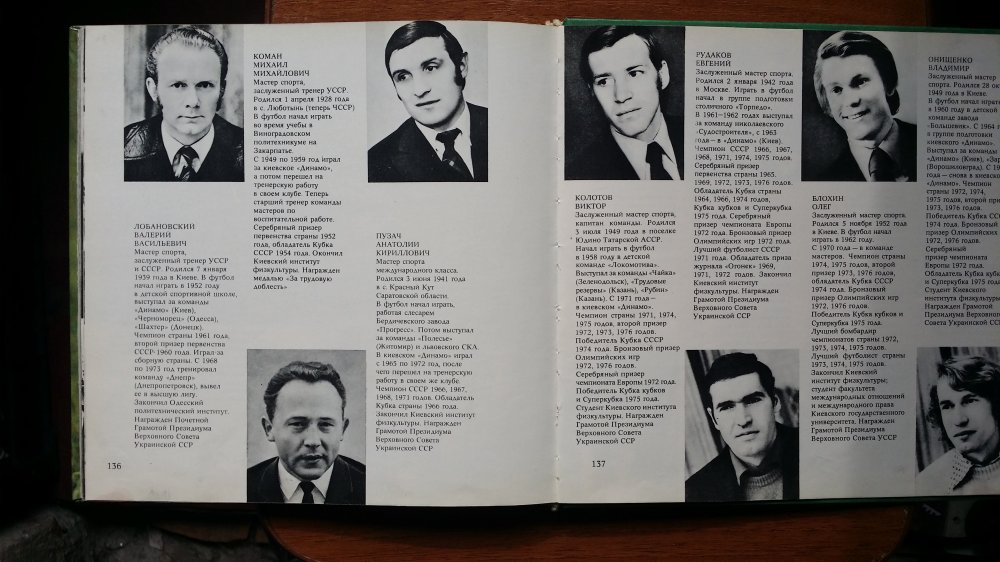 ЛОБАНОВСКИЙ
ВАЛЕРИЙ
ВАСИЛЬЕВИЧ
Мастер спорта,
заслуженный тренер УССР
и СССР. Родился 7 января
1939 года в Киеве. В футбол
начал играть в 1952 году
в детской спортивной школе,
выступал за команды
«Динамо» (Киев),
«Черноморец» (Одесса),
«Шахтер» (Донецк).
Чемпион СССР 1961 года,
второй призер первенства
СССР 1960 года. Играл за
сборную страны. С 1968
по 1973 год тренировал
команду «Днепр»
(Днепропетровск), вывел
ее в высшую лигу.
Закончил Одесский
политехнический институт.
Награжден Почетной
Грамотой Президиума
Верховного Совета
Украинской ССР
136
КОМАН
МИХАИЛ
МИХАЙЛОВИЧ
Мастер спорта,
заслуженный тренер УССР.
Родился 1 апреля 1928 года
в с. Люботынь (теперь ЧССР)
В футбол начал играть
во время учебы в
Виноградовском
политехникуме на
Закарпатье.
С 1949 по 1959 год играл
за киевское «Динамо»,
а потом перешел на
тренерскую работу
в своем клубе. Теперь
старший тренер команды
мастеров по
воспитательной работе.
Серебряный призер
первенства страны 1952
года, обладатель Кубка
СССР 1954 года. Окончил
Киевский институт
физкультуры. Награжден
медалью «За трудовую
доблесть»
ПУЗАЧ
АНАТОЛИЙ
КИРИЛЛОВИЧ
Мастер спорта
международного класса.
Родился 3 июня 1941 года
в с. Красный Кут
Саратовской области.
В футбол начал играть,
работая слесарем
Бердичевского завода
«Прогресс». Потом выступал
за команды «Полесье»
(Житомир) и львовского СКА.
В киевском «Динамо» играл
с 1965 по 1972 год, после
чего перешел на тренерскую
работу в своем же клубе.
Чемпион СССР 1966, 1967,
1968, 1971 годов. Обладатель
Кубка страны 1966 года.
Закончил Киевский институт
физкультуры. Награжден
Грамотой Президиума
Верховного Совета
Украинской ССР
КОЛОТОВ
ВИКТОР
Заслуженный мастер спорта,
капитан команды. Родился
3 июля 1949 года в поселке
Юдино Татарской АССР.
Начал играть в футбол
в 1958 году в детской
команде «Локомотива».
Выступал за команды «Чайка»
(Зеленодольск), «Трудовые
резервы» (Казань), «Рубин»
(Казань). С 1971 года —
в киевском «Динамо».
Чемпион страны 1971, 1974,
1975 годов, второй призер
1972, 1973, 1976 годов.
Победитель Кубка СССР
1974 года. Бронзовый призер
Олимпийских игр
1972, 1976 годов.
Серебряный призер
чемпионата Европы 1972 года.
Победитель Кубка кубков
и Суперкубка 1975 года.
Студент Киевского института
физкультуры. Награжден
Грамотой Президиума
Верховного Совета
Украинской ССР
137
РУДАКОВ
ЕВГЕНИЙ
Заслуженный мастер спорта.
Родился 2 января 1942 года
в Москве. Играть в футбол
начал в группе подготовки
столичного «Торпедо».
В 1961—1962 годах выступал
за команду николаевского
«Судостроителя», с 1963
года — в «Динамо» (Киев).
Чемпион СССР 1966, 1967,
1968, 1971, 1974, 1975 годов.
Серебряный призер
первенства страны 1965.
1969, 1972, 1973, 1976 годов.
Обладатель Кубка страны
1964, 1966, 1974 годов,
Кубка кубков и Суперкубка
1975 года. Серебряный
призер чемпионата Европы
1972 года. Бронзовый призер
Олимпийских игр 1972 года.
Лучший футболист СССР
1971 года. Обладатель приза
журнала «Огонек» 1969,
1971, 1972 годов. Закончил
Киевский институт
физкультуры. Награжден
Грамотой Президиума
Верховного Совета
Украинской ССР
БЛОХИН
ОЛЕГ
Заслуженный мастер спорта.
Родился 5 ноября 1952 года
в Киеве. В футбол начал
играть в 1962 году.
С 1970 года — в команде
мастеров. Чемпион страны
1974, 1975 годов, второй
призер 1973, 1976 годов,
обладатель Кубка СССР
1974 года. Бронзовый
призер Олимпийских игр
1972, 1976 годов.
Победитель Кубка кубков и
Суперкубка 1975 года.
Лучший бомбардир
чемпионатов страны 1972,
1973, 1974, 1975 годов.
Лучший футболист страны
1973, 1974, 1975 годов.
Закончил Киевский
институт физкультуры;
студент факультета
международных отношений
и международного права
Киевского государственного
университета. Награжден
Грамотой Президиума
Верховного Совета УССР
ОНИЩЕНКО
ВЛАДИМИР
Заслуженный мастер
спорта. Родился 28 ок
1949 года в Киеве.
В футбол начал играть
в 1960 году в детской
команде завода
«Большевик». С 1964 г
в группе подготовки
киевского «Динамо».
Выступал за команды
«Динамо» (Киев), «Зар
(Ворошиловград). С 19
года — снова в киевско
«Динамо». Чемпион
страны 1972, 1974,
1975 годов, второй при
1973, 1976 годов.
Победитель Кубка ССС
1974 года. Бронзовый
призер Олимпийских
1972, 1976 годов.
Серебряный призер
чемпионата Европы
1972 года. Победитель
Кубка кубков
и Суперкубка 1975 год
Студент Киевского
института физкультуры
Награжден Грамотой
Президиума Верховног
Совета Украинской ССР